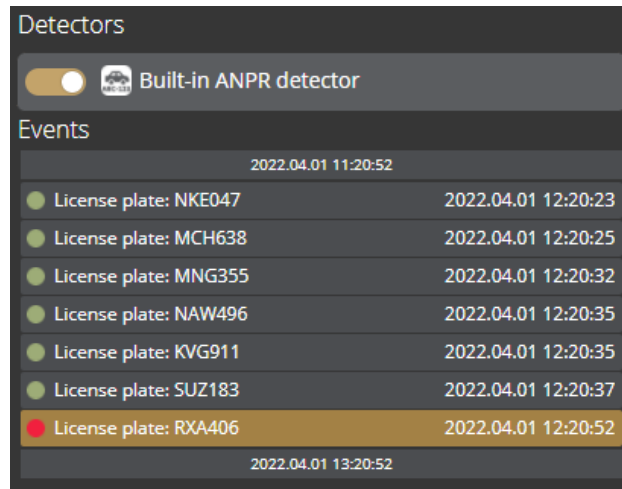 Detectors
ABC-123
Built-in ANPR detector
Events
2022.04.01 11:20:52
License plate: NKE047 2022.04.01 12:20:23
License plate: MCH638 2022.04.01 12:20:25
License plate: MNG355 2022.04.01 12:20:32
License plate: NAW496 2022.04.01 12:20:35
License plate: KVG911 2022.04.01 12:20:35
License plate: SUZ183 2022.04.01 12:20:37
License plate: RXA406 2022.04.01 12:20:52
2022.04.01 13:20:52